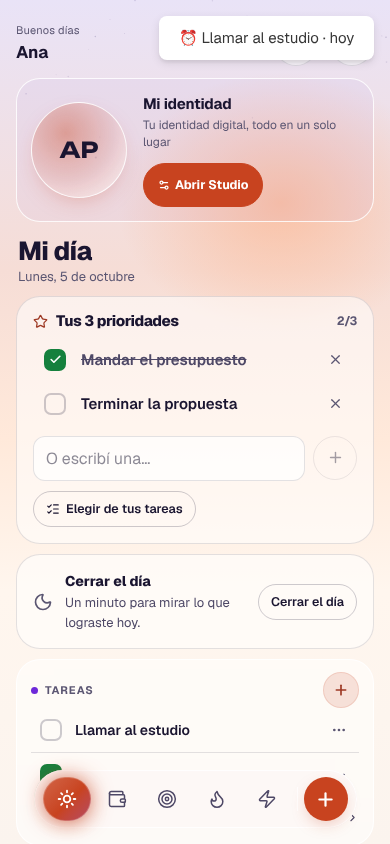 Buenos días
Ana
⏰ Llamar al estudio · hoy
AP
Mi identidad
Tu identidad digital, todo en un solo
lugar
Abrir Studio
Mi día
Lunes, 5 de octubre
Tus 3 prioridades
2/3
Mandar el presupuesto
Terminar la propuesta
O escribí una...
Elegir de tus tareas
Cerrar el día
Un minuto para mirar lo que
lograste hoy.
Cerrar el día
TAREAS
Llamar al estudio